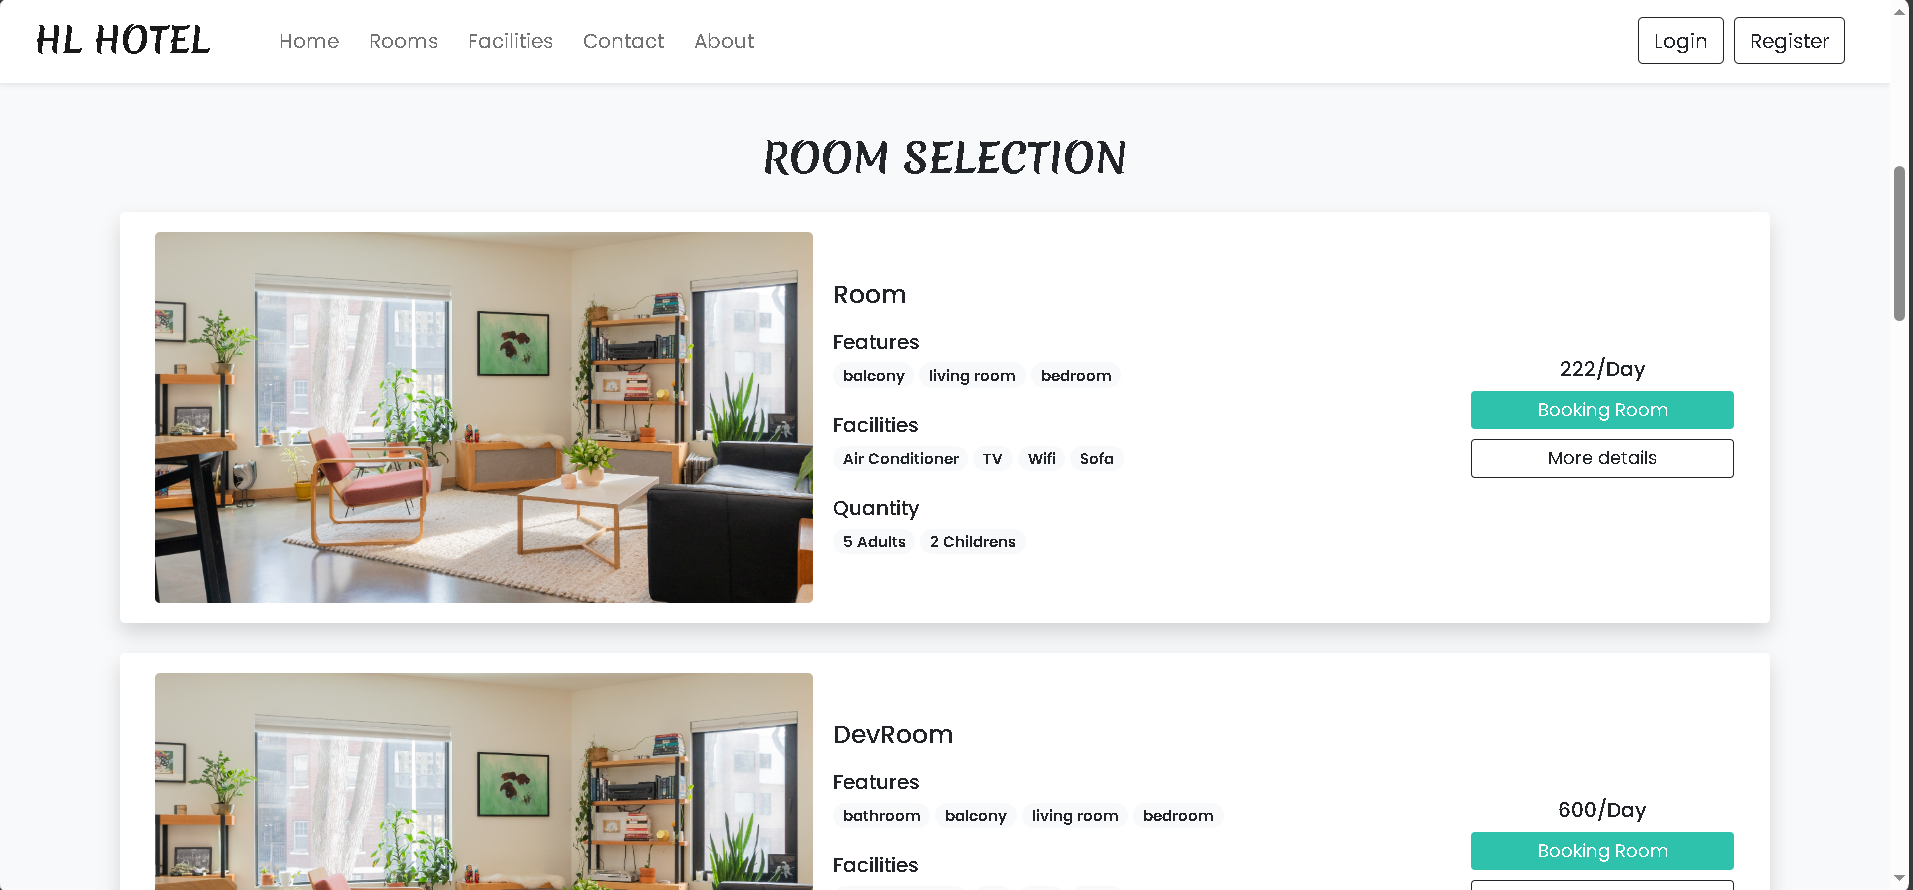 HL HOTEL Home Rooms Facilities Contact About Login Register
ROOM SELECTION
Room
Features
balcony living room bedroom
Facilities
Air Conditioner TV Wifi Sofa
Quantity
5 Adults 2 Childrens
222/Day
Booking Room
More details
DevRoom
Features
bathroom balcony living room bedroom
Facilities
600/Day
Booking Room